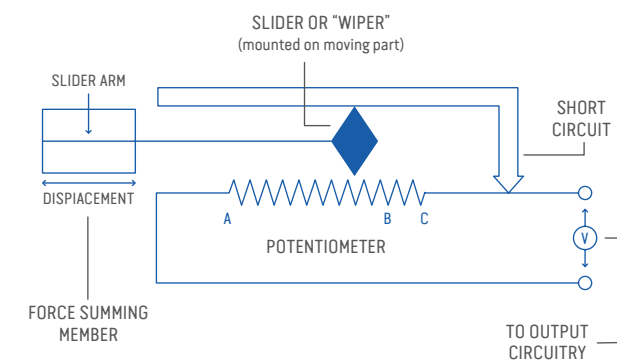 SLIDER OR “WIPER”
(mounted on moving part)
SLIDER ARM
SHORT
CIRCUIT
DISPIACEMENT
A
B
C
V
POTENTIOMETER
FORCE SUMMING
MEMBER
TO OUTPUT
CIRCUITRY